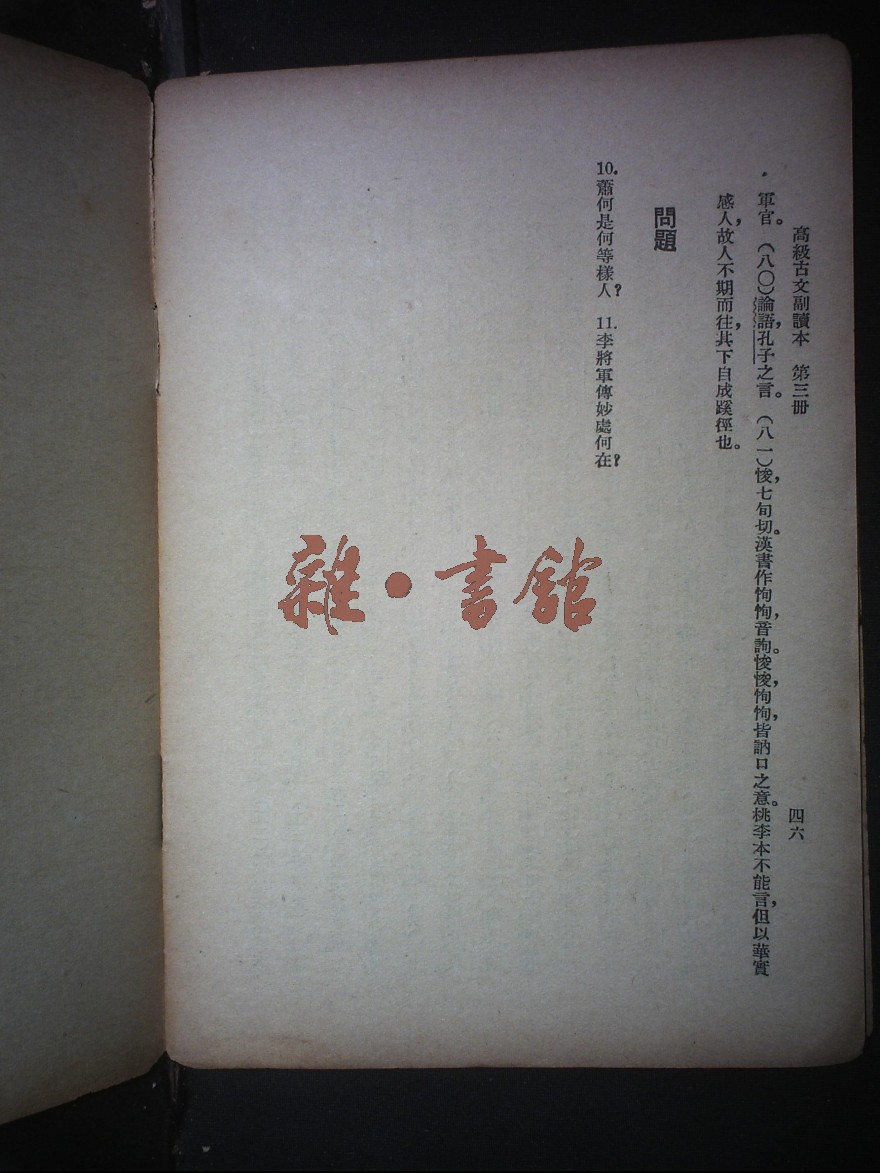 高級古文副讀本 第三册 四六
軍官。（八〇）論語，孔子之言。（八一）悛，七旬切。漢書作恂恂，音詢。悛悛，恂恂，皆訥口之意。桃李本不能言，但以華實
感人，故人不期而往，其下自成蹊徑也。
問題
10. 蕭何是何等樣人？ 11. 李將軍傳妙處何在？
雜·書館